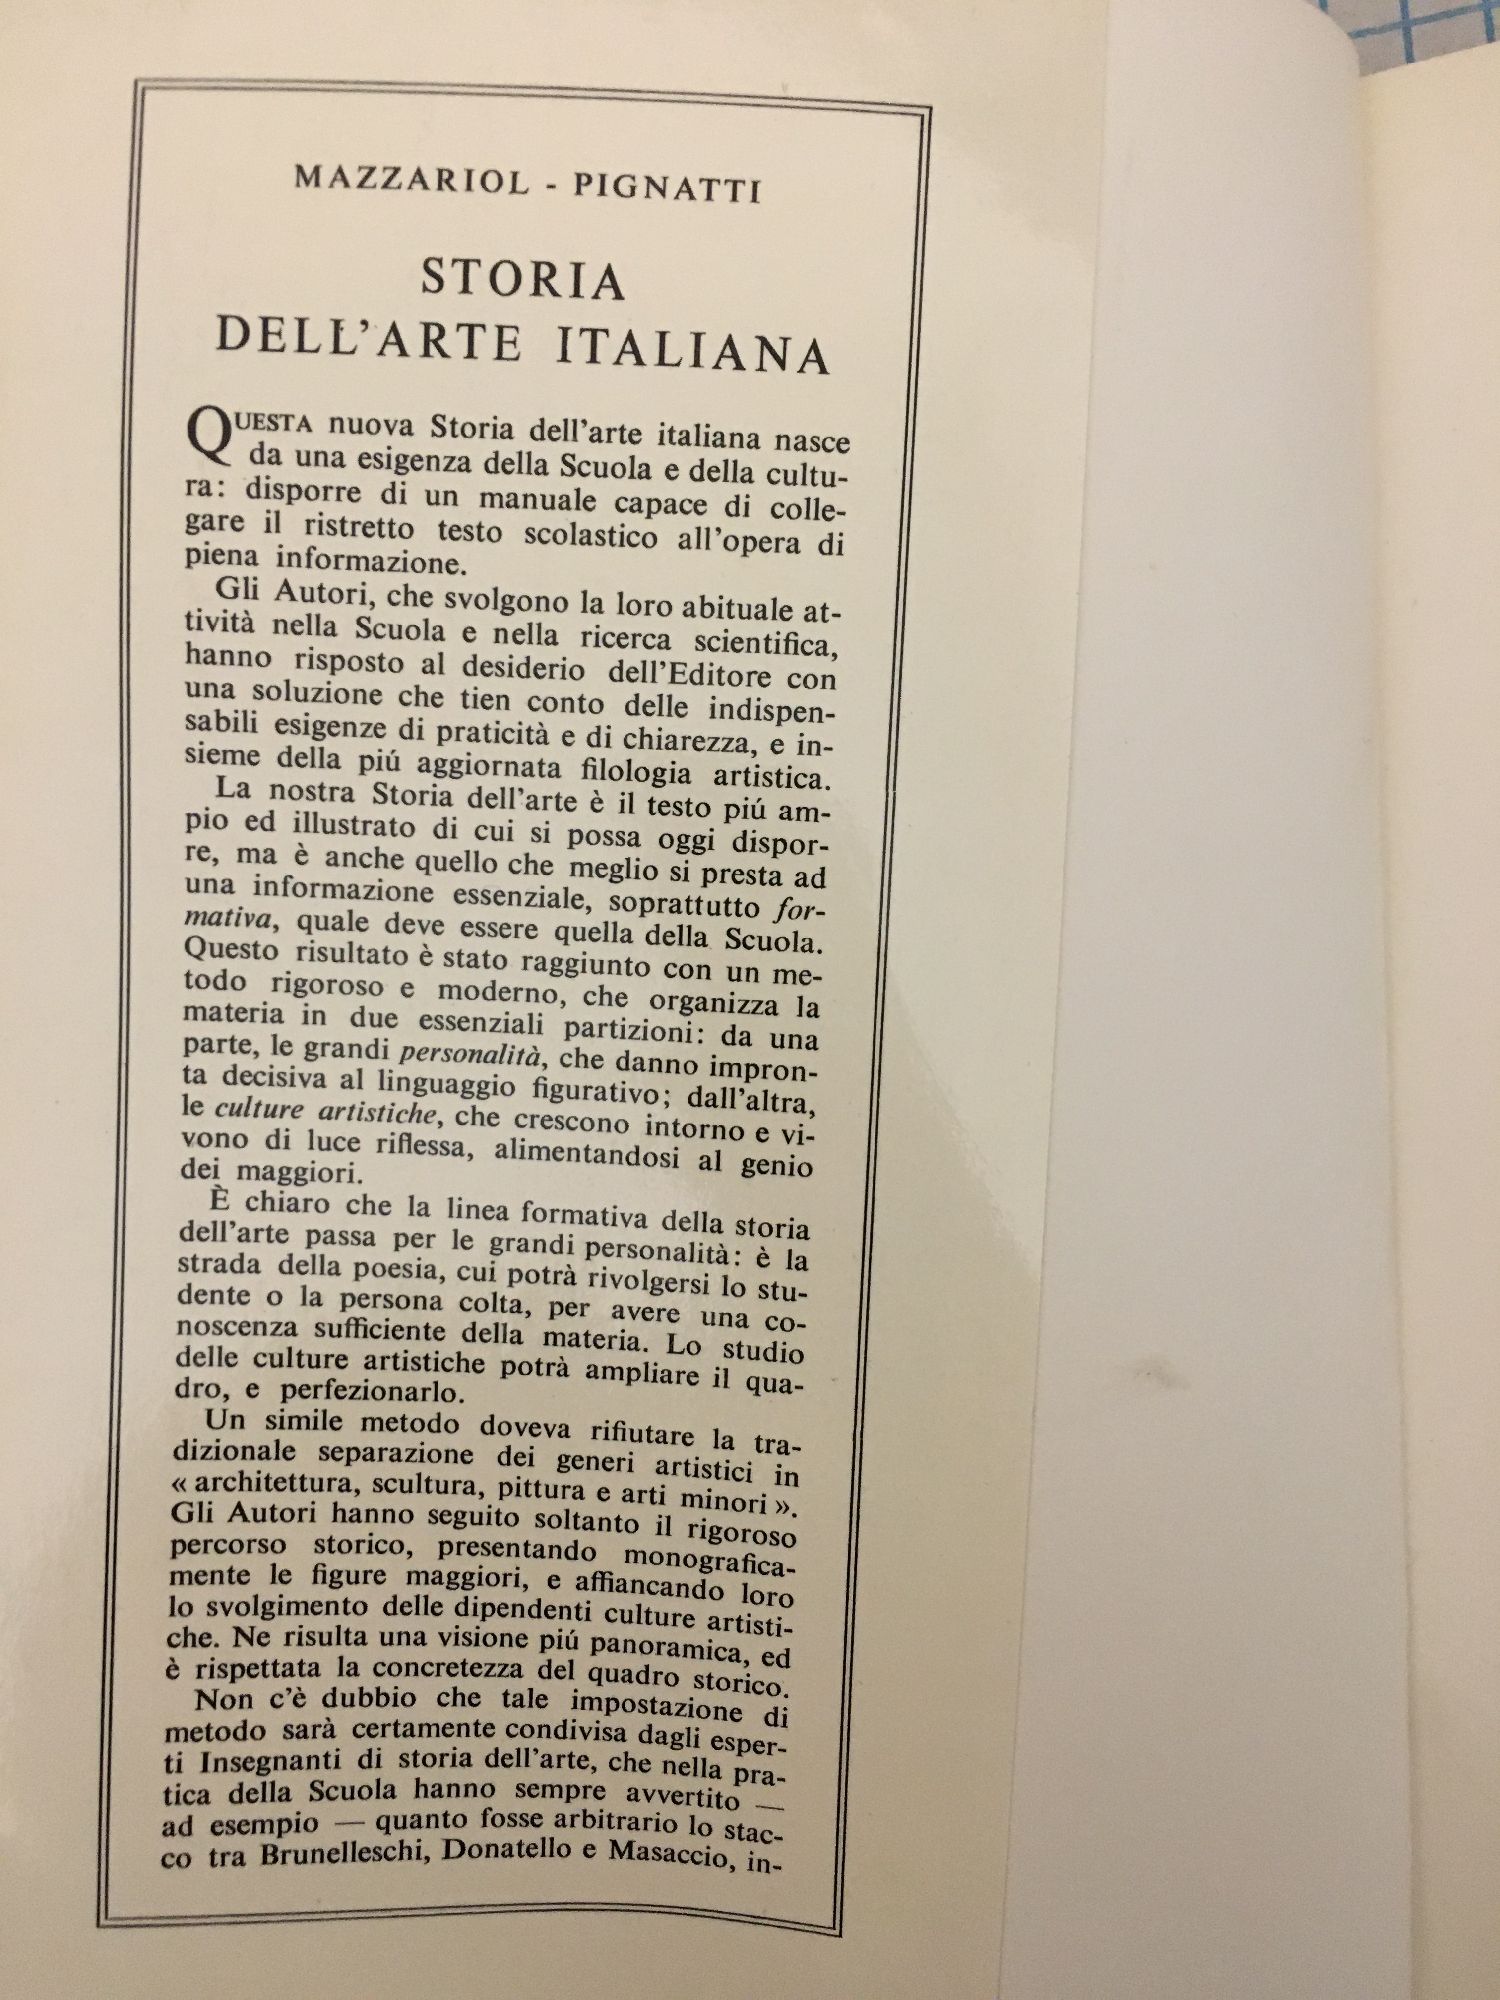 MAZZARIOL - PIGNATTI
STORIA
DELL'ARTE ITALIANA
QUESTA nuova Storia dell'arte italiana nasce
da una esigenza della Scuola e della cultu-
ra: disporre di un manuale capace di colle-
gare il ristretto testo scolastico all'opera di
piena informazione.
Gli Autori, che svolgono la loro abituale at-
tività nella Scuola e nella ricerca scientifica,
hanno risposto al desiderio dell'Editore con
una soluzione che tien conto delle indispen-
sabili esigenze di praticità e di chiarezza, e in-
sieme della piú aggiornata filologia artistica.
La nostra Storia dell'arte è il testo piú am-
pio ed illustrato di cui si possa oggi dispor-
re, ma è anche quello che meglio si presta ad
una informazione essenziale, soprattutto for-
mativa, quale deve essere quella della Scuola.
Questo risultato è stato raggiunto con un me-
todo rigoroso e moderno, che organizza la
materia in due essenziali partizioni: da una
parte, le grandi personalità, che danno impron-
ta decisiva al linguaggio figurativo; dall'altra,
le culture artistiche, che crescono intorno e vi-
vono di luce riflessa, alimentandosi al genio
dei maggiori.
È chiaro che la linea formativa della storia
dell'arte passa per le grandi personalità: è la
strada della poesia, cui potrà rivolgersi lo stu-
dente o la persona colta, per avere una co-
noscenza sufficiente della materia. Lo studio
delle culture artistiche potrà ampliare il qua-
dro, e perfezionarlo.
Un simile metodo doveva rifiutare la tra-
dizionale separazione dei generi artistici in
« architettura, scultura, pittura e arti minori ».
Gli Autori hanno seguito soltanto il rigoroso
percorso storico, presentando monografica-
mente le figure maggiori, e affiancando loro
lo svolgimento delle dipendenti culture artisti-
che. Ne risulta una visione piú panoramica, ed
è rispettata la concretezza del quadro storico.
Non c'è dubbio che tale impostazione di
metodo sarà certamente condivisa dagli esper-
ti Insegnanti di storia dell'arte, che nella pra-
tica della Scuola hanno sempre avvertito —
ad esempio — quanto fosse arbitrario lo stac-
co tra Brunelleschi, Donatello e Masaccio, in-